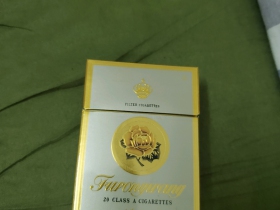 FILTER CIGARETTES
Furongwang
20 CLASS A CIGARETTES